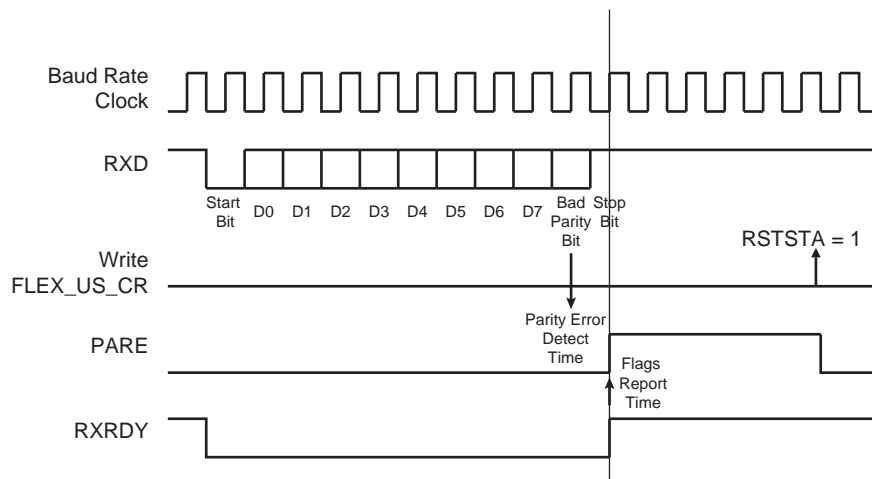 Baud Rate
Clock
RXD
Start
Bit
D0
D1
D2
D3
D4
D5
D6
D7
Bad
Parity
Bit
Stop
Bit
Write
FLEX_US_CR
RSTSTA = 1
Parity Error
Detect
Time
PARE
Flags
Report
Time
RXRDY